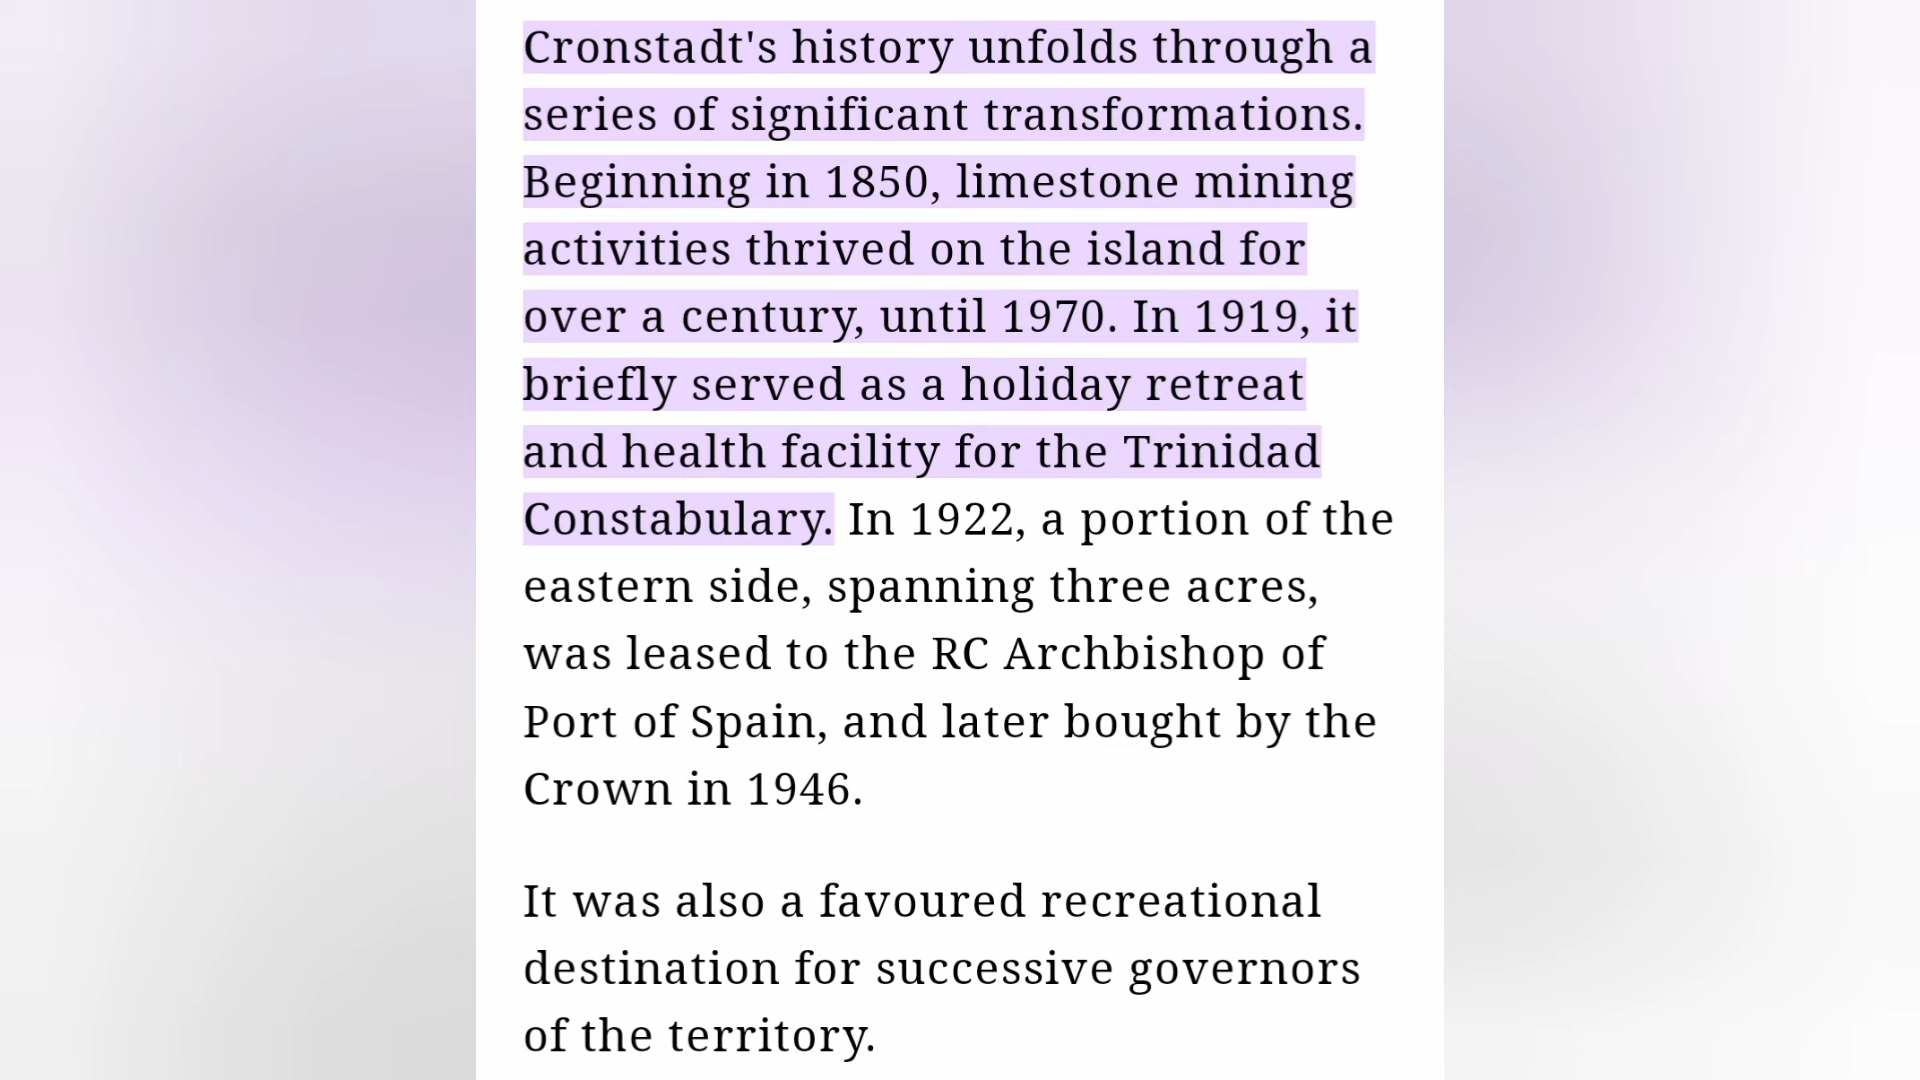 Cronstadt's history unfolds through a
series of significant transformations.
Beginning in 1850, limestone mining
activities thrived on the island for
over a century, until 1970. In 1919, it
briefly served as a holiday retreat
and health facility for the Trinidad
Constabulary. In 1922, a portion of the
eastern side, spanning three acres,
was leased to the RC Archbishop of
Port of Spain, and later bought by the
Crown in 1946.
It was also a favoured recreational
destination for successive governors
of the territory.